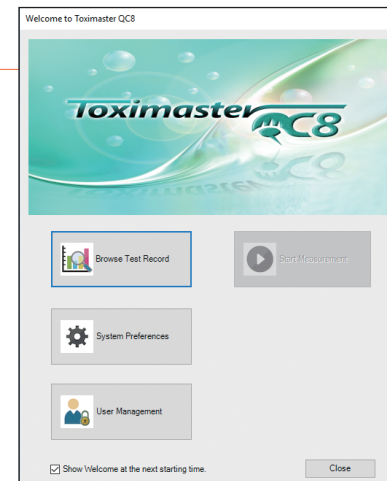 Welcome to Toximaster QC8
Toximaster QC8
Browse Test Record
Start Measurement
System Preferences
User Management
Show Welcome at the next starting time.
Close